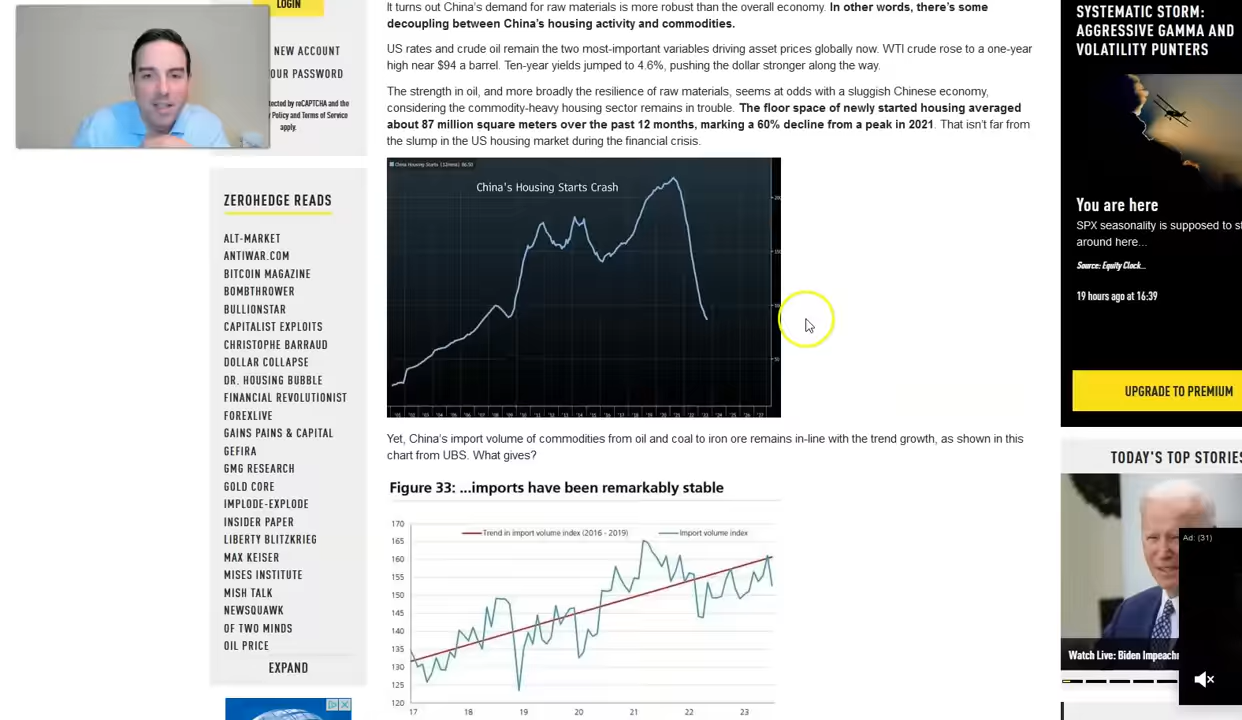 LOGIN
NEW ACCOUNT
OUR PASSWORD
tected by reCAPTCHA and the
y Policy and Terms of Service
apply.
ZEROHEDGE READS
ALT-MARKET
ANTIWAR.COM
BITCOIN MAGAZINE
BOMBTHROWER
BULLIONSTAR
CAPITALIST EXPLOITS
CHRISTOPHE BARRAUD
DOLLAR COLLAPSE
DR. HOUSING BUBBLE
FINANCIAL REVOLUTIONIST
FOREXLIVE
GAINS PAINS & CAPITAL
GEFIRA
GMG RESEARCH
GOLD CORE
IMPLODE-EXPLODE
INSIDER PAPER
LIBERTY BLITZKRIEG
MAX KEISER
MISES INSTITUTE
MISH TALK
NEWSQUAWK
OF TWO MINDS
OIL PRICE
EXPAND
It turns out China's demand for raw materials is more robust than the overall economy. In other words, there's some
decoupling between China's housing activity and commodities.
US rates and crude oil remain the two most-important variables driving asset prices globally now. WTI crude rose to a one-year
high near $94 a barrel. Ten-year yields jumped to 4.6%, pushing the dollar stronger along the way.
The strength in oil, and more broadly the resilience of raw materials, seems at odds with a sluggish Chinese economy,
considering the commodity-heavy housing sector remains in trouble. The floor space of newly started housing averaged
about 87 million square meters over the past 12 months, marking a 60% decline from a peak in 2021. That isn't far from
the slump in the US housing market during the financial crisis.
China's Housing Starts Crash
Yet, China's import volume of commodities from oil and coal to iron ore remains in-line with the trend growth, as shown in this
chart from UBS. What gives?
Figure 33: ...imports have been remarkably stable
Trend in import volume index (2016 - 2019)
Import volume index
170
165
160
155
150
145
140
135
130
125
120
17 18 19 20 21 22 23
SYSTEMATIC STORM:
AGGRESSIVE GAMMA AND
VOLATILITY PUNTERS
You are here
SPX seasonality is supposed to st
around here...
Source: Equity Clock...
19 hours ago at 16:39
UPGRADE TO PREMIUM
TODAY'S TOP STORIES
Watch Live: Biden Impeachm
Ad: (31)